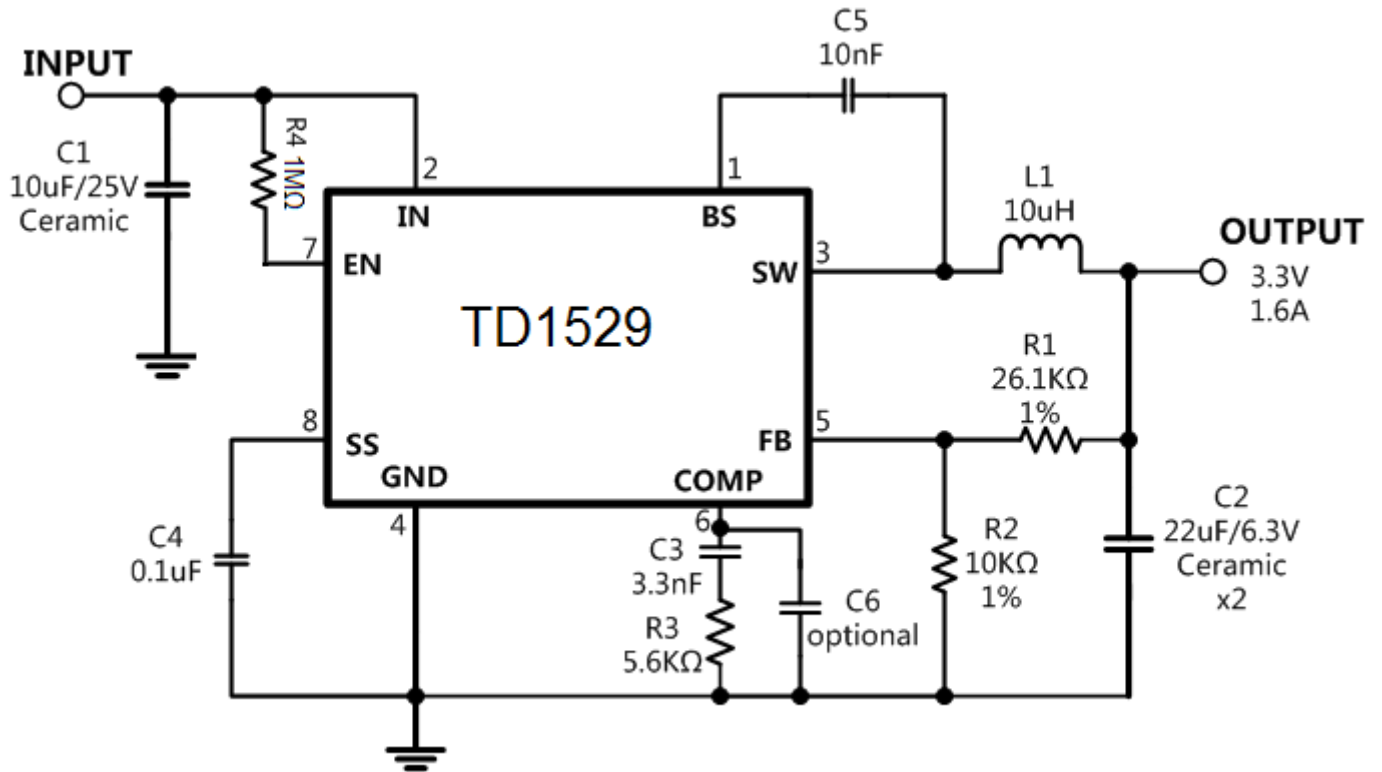 C5
10nF
INPUT
C1
10uF/25V
Ceramic
R4 1MΩ
2
1
IN
BS
L1
10uH
7
EN
3
SW
OUTPUT
3.3V
1.6A
TD1529
R1
26.1KΩ
1%
8
SS
5
FB
GND
COMP
4
6
C4
0.1uF
C3
3.3nF
R3
5.6KΩ
C6
optional
R2
10KΩ
1%
C2
22uF/6.3V
Ceramic
x2